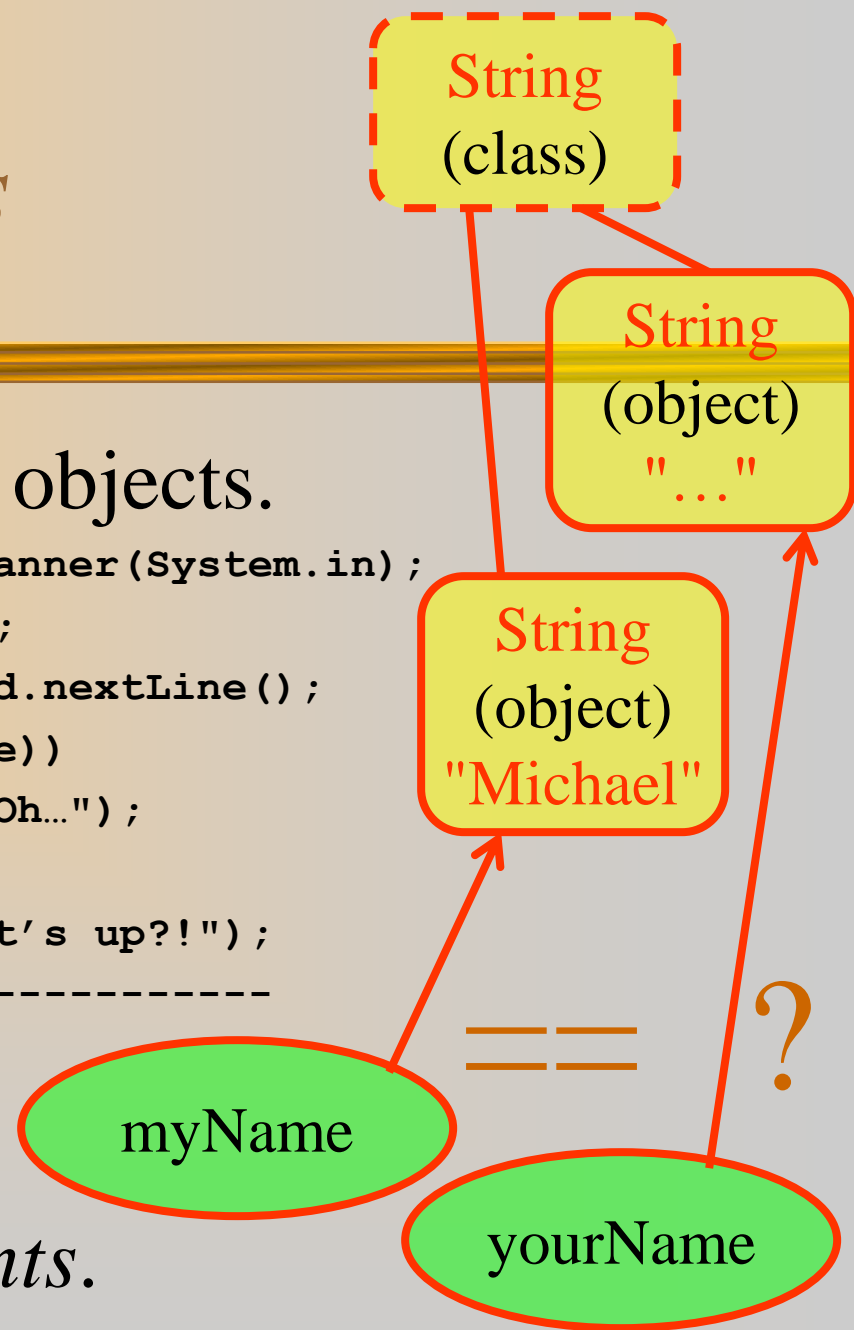 String
(class)
s
String
(object)
"…"
objects.
anner(System.in);
;
d.nextLine();
e))
Oh…");
t’s up?!");
-----------
String
(object)
"Michael"
== ?
myName
yourName
nts.